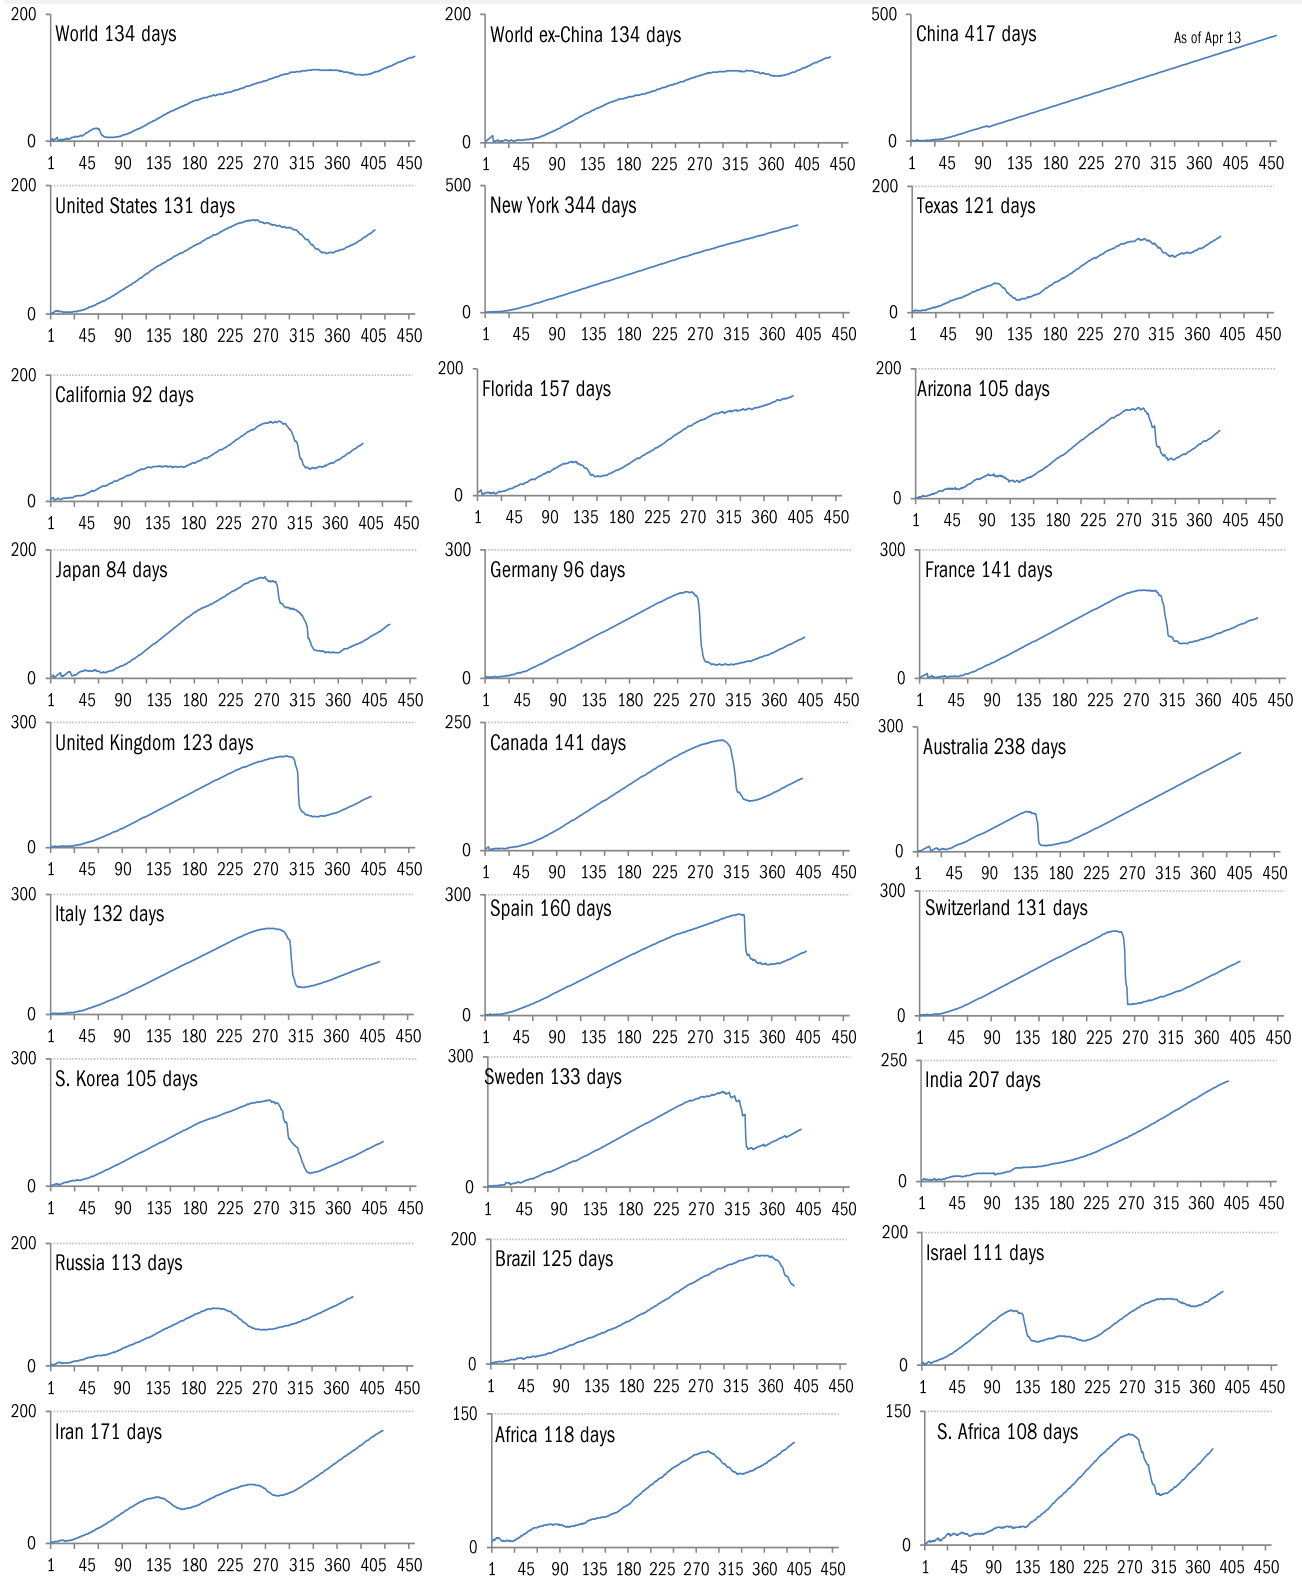 200
World 134 days
0
1 45 90 135 180 225 270 315 360 405 450
200
World ex-China 134 days
0
1 45 90 135 180 225 270 315 360 405 450
500
China 417 days
As of Apr 13
0
1 45 90 135 180 225 270 315 360 405 450
200
United States 131 days
0
1 45 90 135 180 225 270 315 360 405 450
500
New York 344 days
0
1 45 90 135 180 225 270 315 360 405 450
200
Texas 121 days
0
1 45 90 135 180 225 270 315 360 405 450
200
California 92 days
0
1 45 90 135 180 225 270 315 360 405 450
200
Florida 157 days
0
1 45 90 135 180 225 270 315 360 405 450
200
Arizona 105 days
0
1 45 90 135 180 225 270 315 360 405 450
200
Japan 84 days
0
1 45 90 135 180 225 270 315 360 405 450
300
Germany 96 days
0
1 45 90 135 180 225 270 315 360 405 450
300
France 141 days
0
1 45 90 135 180 225 270 315 360 405 450
300
United Kingdom 123 days
0
1 45 90 135 180 225 270 315 360 405 450
250
Canada 141 days
0
1 45 90 135 180 225 270 315 360 405 450
300
Australia 238 days
0
1 45 90 135 180 225 270 315 360 405 450
300
Italy 132 days
0
1 45 90 135 180 225 270 315 360 405 450
300
Spain 160 days
0
1 45 90 135 180 225 270 315 360 405 450
300
Switzerland 131 days
0
1 45 90 135 180 225 270 315 360 405 450
300
S. Korea 105 days
0
1 45 90 135 180 225 270 315 360 405 450
300
Sweden 133 days
0
1 45 90 135 180 225 270 315 360 405 450
250
India 207 days
0
1 45 90 135 180 225 270 315 360 405 450
200
Russia 113 days
0
1 45 90 135 180 225 270 315 360 405 450
200
Brazil 125 days
0
1 45 90 135 180 225 270 315 360 405 450
200
Israel 111 days
0
1 45 90 135 180 225 270 315 360 405 450
200
Iran 171 days
0
1 45 90 135 180 225 270 315 360 405 450
150
Africa 118 days
0
1 45 90 135 180 225 270 315 360 405 450
150
S. Africa 108 days
0
1 45 90 135 180 225 270 315 360 405 450